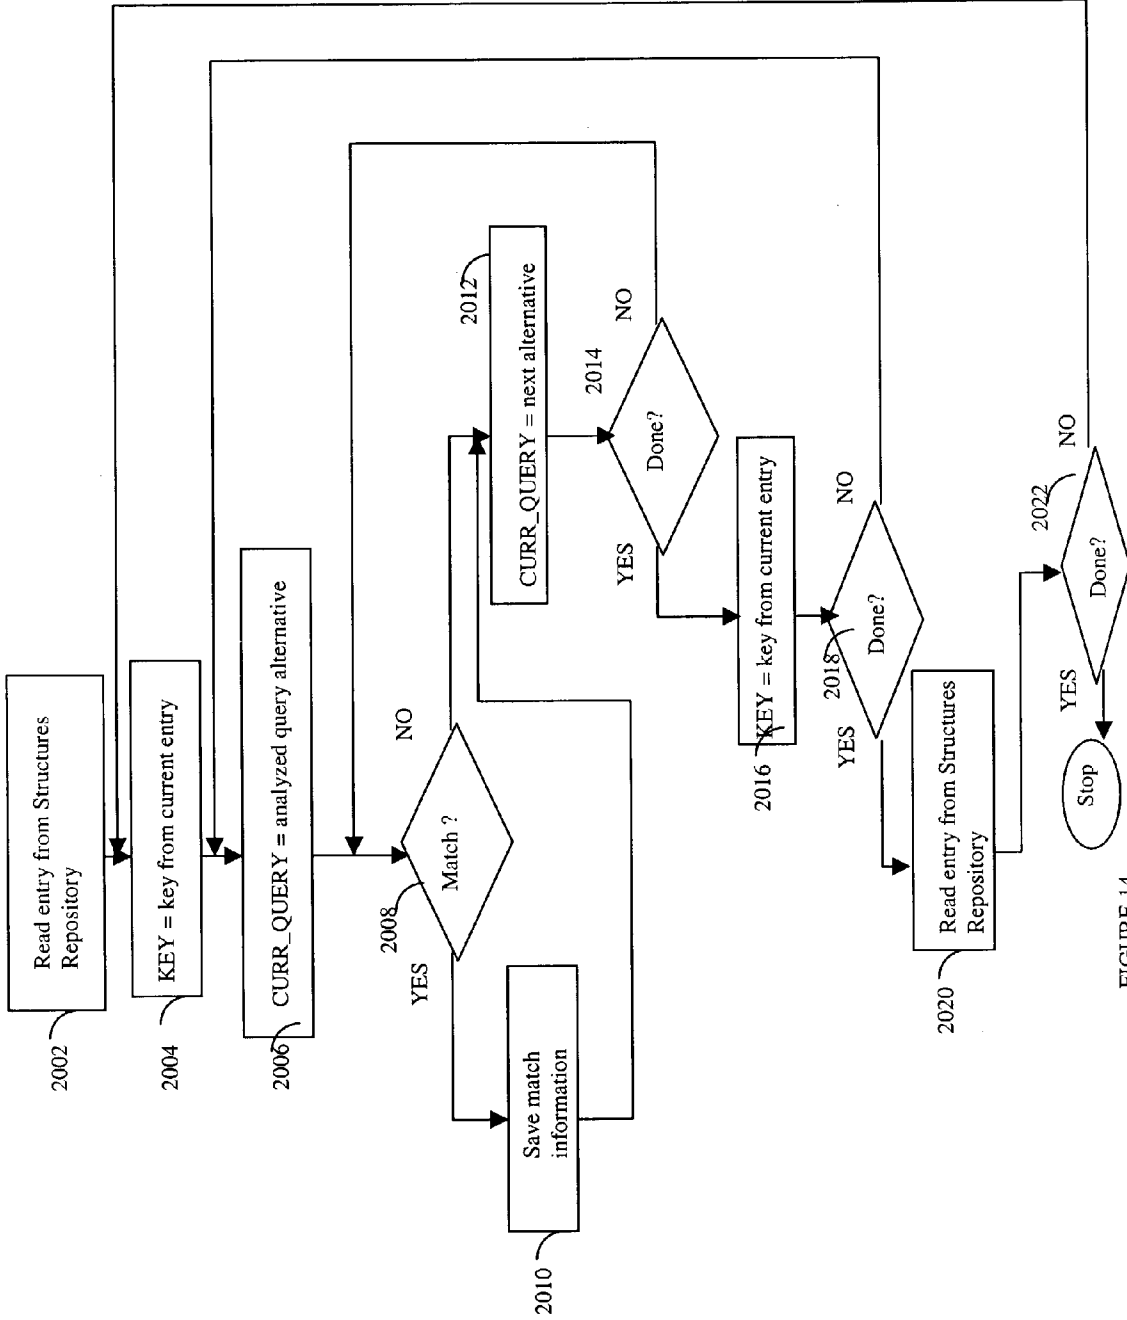 Read entry from Structures
Repository
2002
KEY = key from current entry
2004
CURR_QUERY = analyzed query alternative
2006
Match ?
2008
YES
NO
Save match
information
2010
CURR_QUERY = next alternative
2012
Done?
2014
YES
NO
KEY = key from current entry
2016
Done?
2018
YES
NO
Read entry from Structures
Repository
2020
Done?
2022
YES
NO
Stop
FIGURE 14